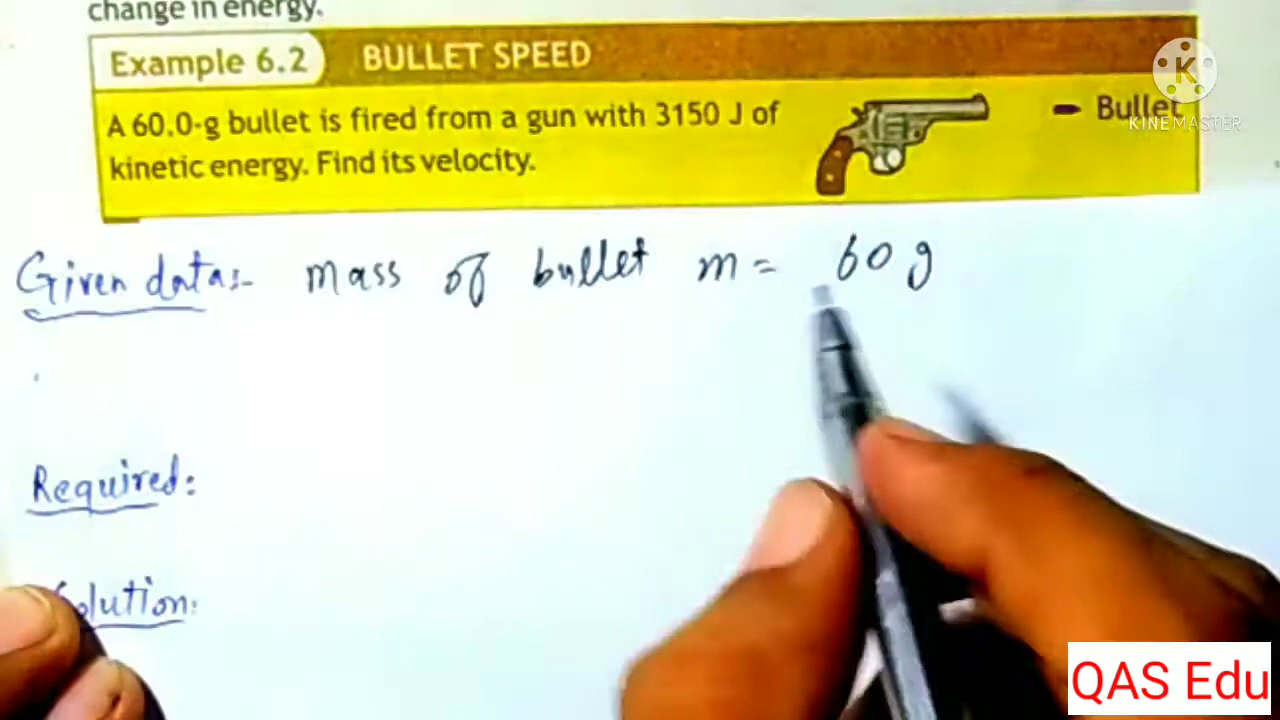 change in energy.
Example 6.2 BULLET SPEED
A 60.0-g bullet is fired from a gun with 3150 J of
kinetic energy. Find its velocity.
Bullet
KINEMASTER
Given data:- mass of bullet m = 60 g
Required:
Solution:
QAS Edu